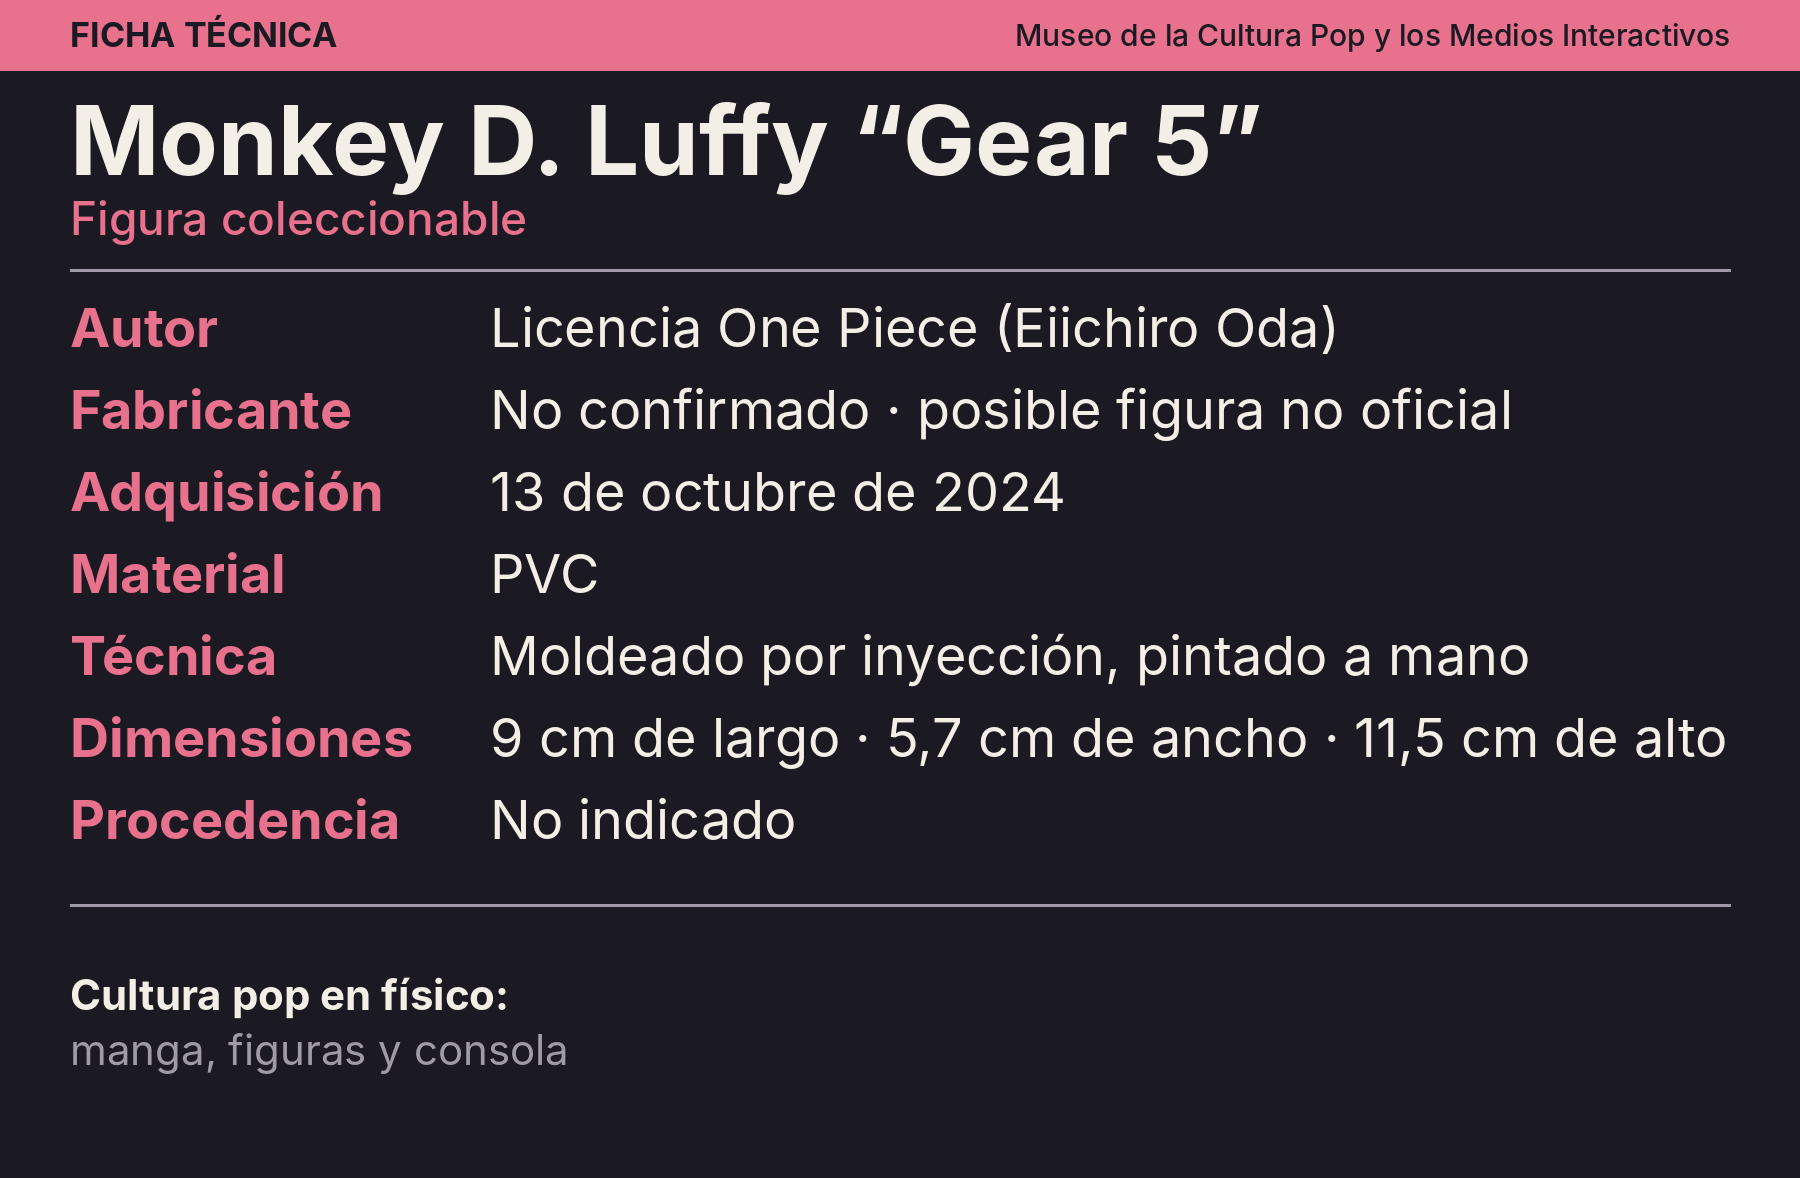 FICHA TÉCNICA
Museo de la Cultura Pop y los Medios Interactivos
Monkey D. Luffy “Gear 5”
Figura coleccionable
Autor Licencia One Piece (Eiichiro Oda)
Fabricante No confirmado · posible figura no oficial
Adquisición 13 de octubre de 2024
Material PVC
Técnica Moldeado por inyección, pintado a mano
Dimensiones 9 cm de largo · 5,7 cm de ancho · 11,5 cm de alto
Procedencia No indicado
Cultura pop en físico:
manga, figuras y consola